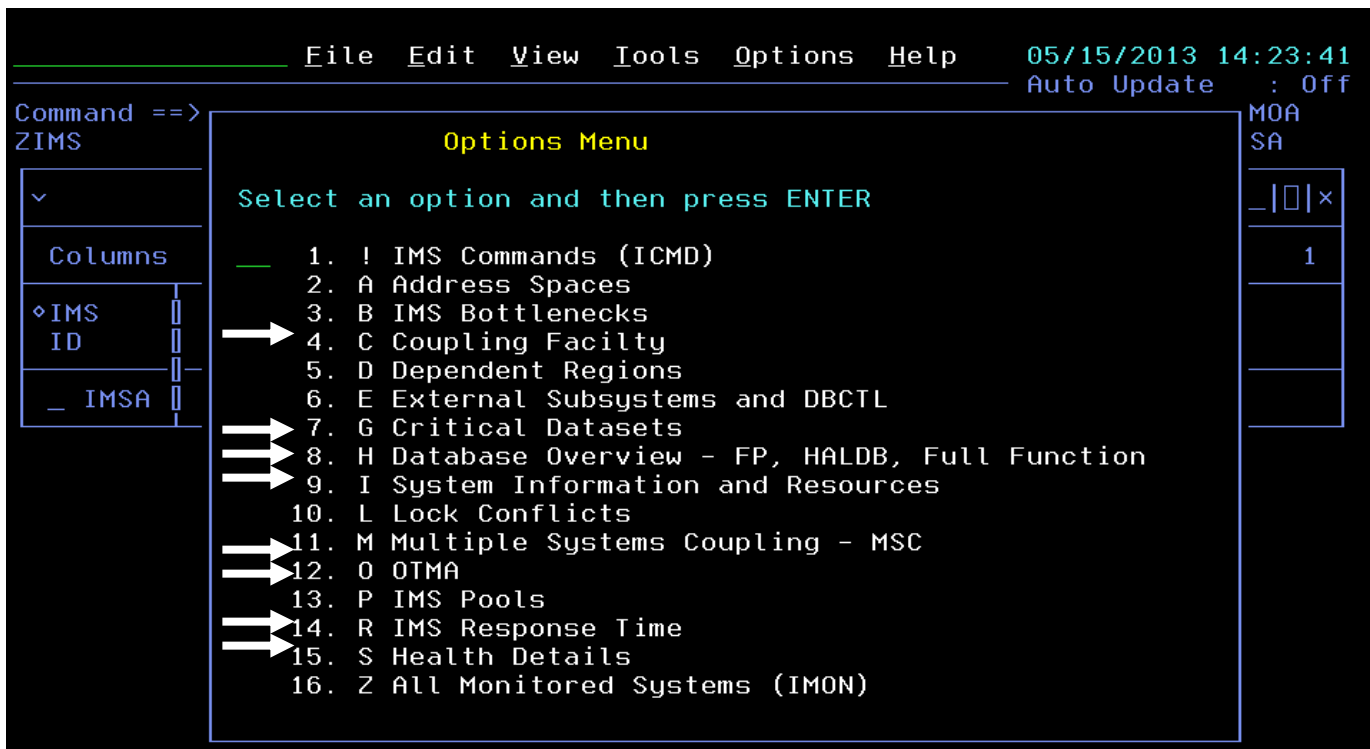 File Edit View Tools Options Help 05/15/2013 14:23:41
Auto Update : Off
Command ==> MOA
ZIMS Options Menu SA
Select an option and then press ENTER _|▯|×
Columns 1. ! IMS Commands (ICMD) 1
2. A Address Spaces
◇IMS 3. B IMS Bottlenecks
ID 4. C Coupling Facilty
5. D Dependent Regions
_ IMSA 6. E External Subsystems and DBCTL
7. G Critical Datasets
8. H Database Overview – FP, HALDB, Full Function
9. I System Information and Resources
10. L Lock Conflicts
11. M Multiple Systems Coupling – MSC
12. O OTMA
13. P IMS Pools
14. R IMS Response Time
15. S Health Details
16. Z All Monitored Systems (IMON)